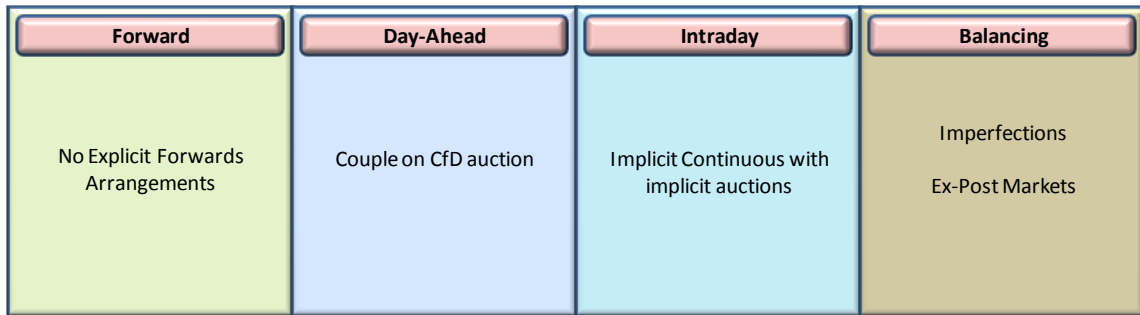 Forward
Day-Ahead
Intraday
Balancing
No Explicit Forwards
Arrangements
Couple on CfD auction
Implicit Continuous with
implicit auctions
Imperfections
Ex-Post Markets